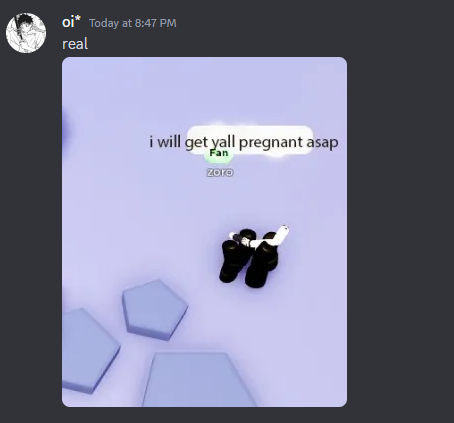 oi* Today at 8:47 PM
real
i will get yall pregnant asap
Fan
zoro